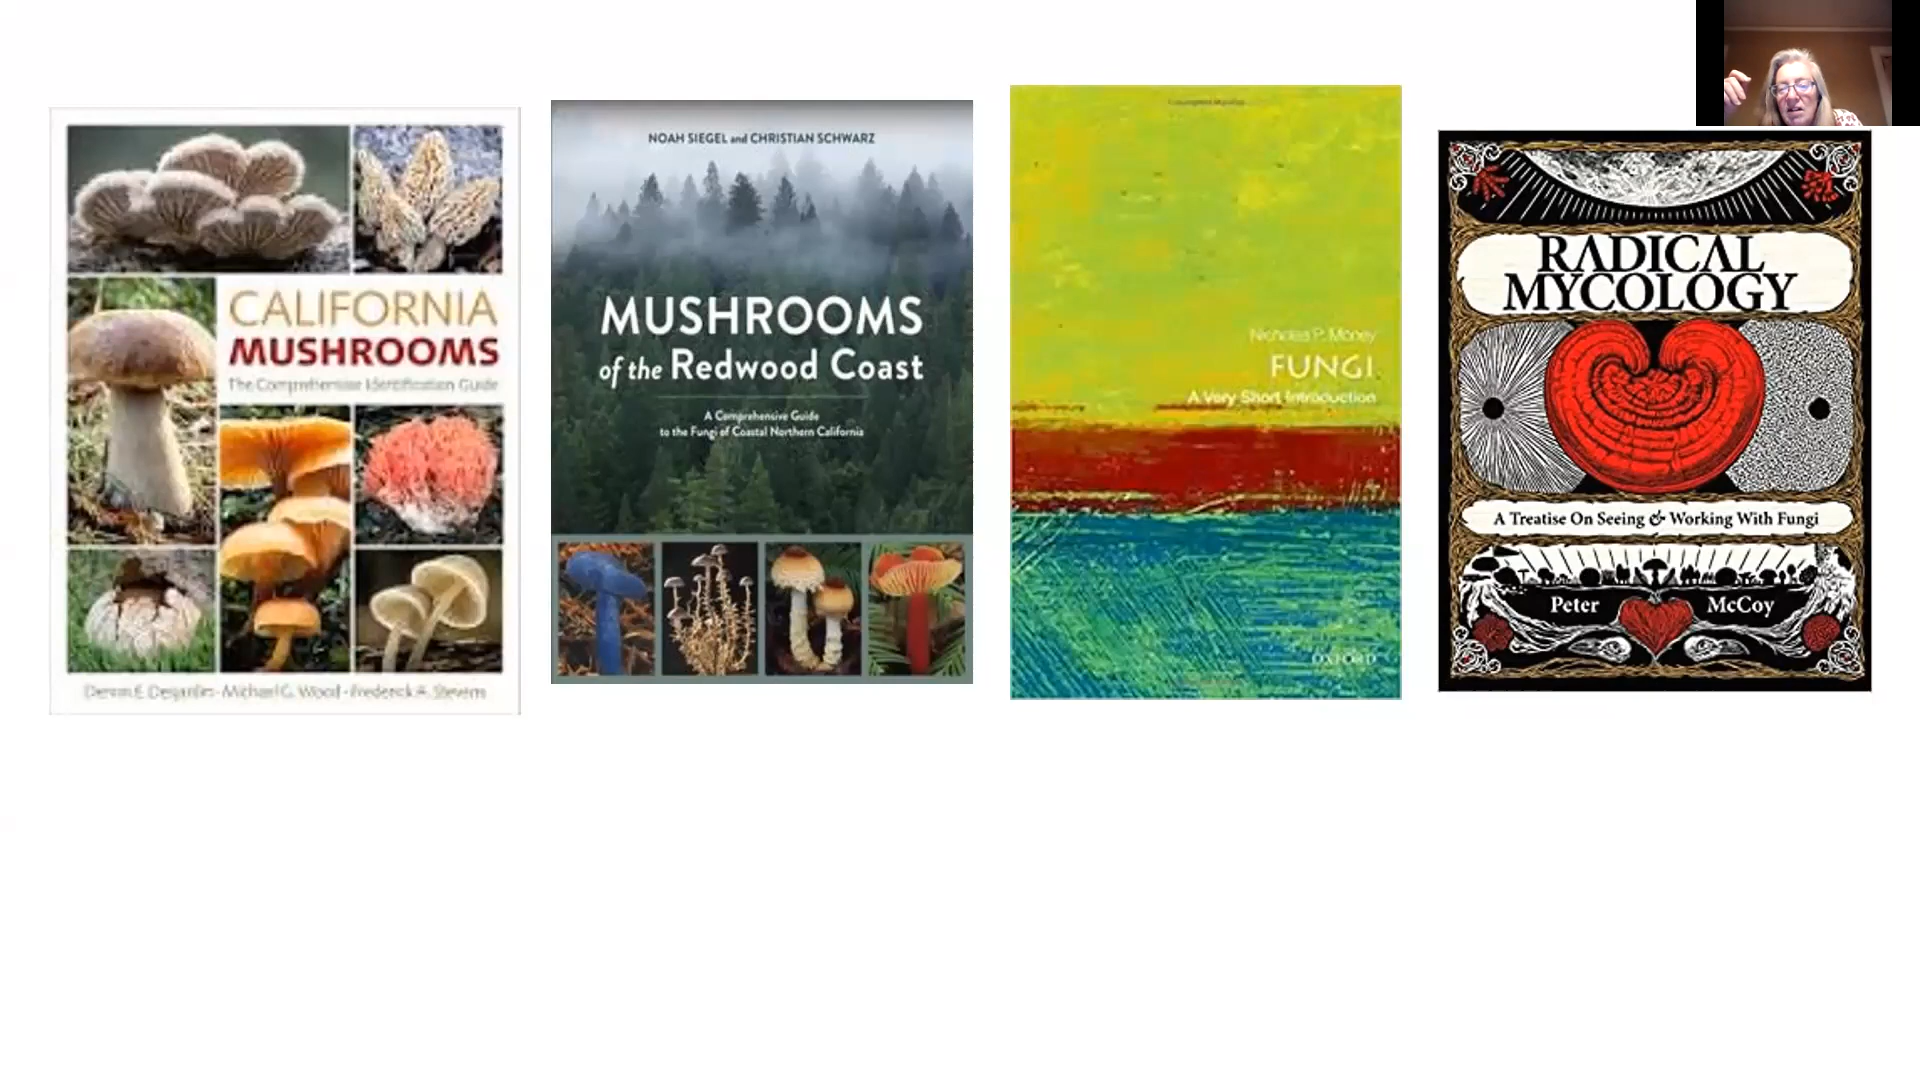 CALIFORNIA
MUSHROOMS
The Comprehensive Identification Guide
Dennis E. Desjardin · Michael G. Wood · Frederick A. Stevens
NOAH SIEGEL and CHRISTIAN SCHWARZ
MUSHROOMS
of the Redwood Coast
A Comprehensive Guide
to the Fungi of Coastal Northern California
Nicholas P. Money
FUNGI
A Very Short Introduction
OXFORD
RADICAL
MYCOLOGY
A Treatise On Seeing & Working With Fungi
Peter McCoy